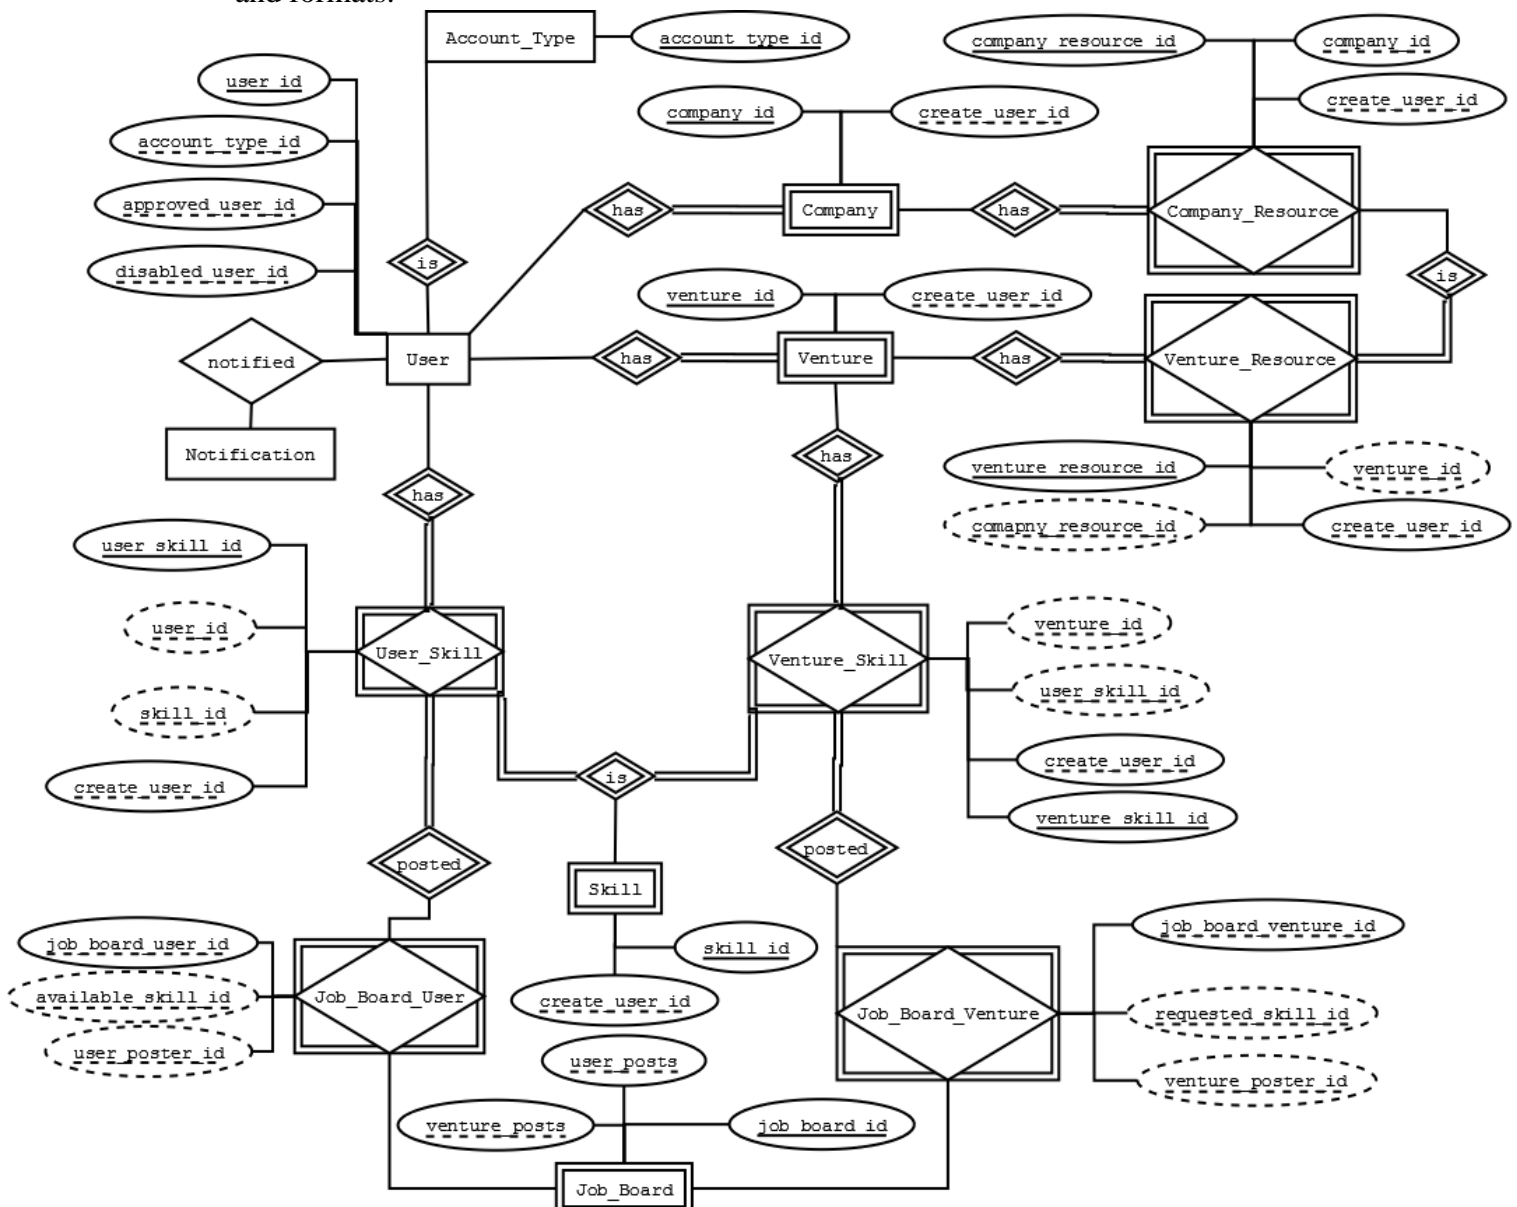 and formats.
Account_Type
account_type_id
company_resource_id
company_id
user_id
company_id
create_user_id
create_user_id
account_type_id
approved_user_id
has
Company
has
Company_Resource
disabled_user_id
is
is
venture_id
create_user_id
notified
User
has
Venture
has
Venture_Resource
Notification
has
has
venture_resource_id
venture_id
comapny_resource_id
create_user_id
user_skill_id
user_id
venture_id
User_Skill
Venture_Skill
user_skill_id
skill_id
create_user_id
is
create_user_id
venture_skill_id
posted
posted
Skill
job_board_user_id
skill_id
job_board_venture_id
available_skill_id
Job_Board_User
create_user_id
Job_Board_Venture
requested_skill_id
user_poster_id
user_posts
venture_poster_id
venture_posts
job_board_id
Job_Board